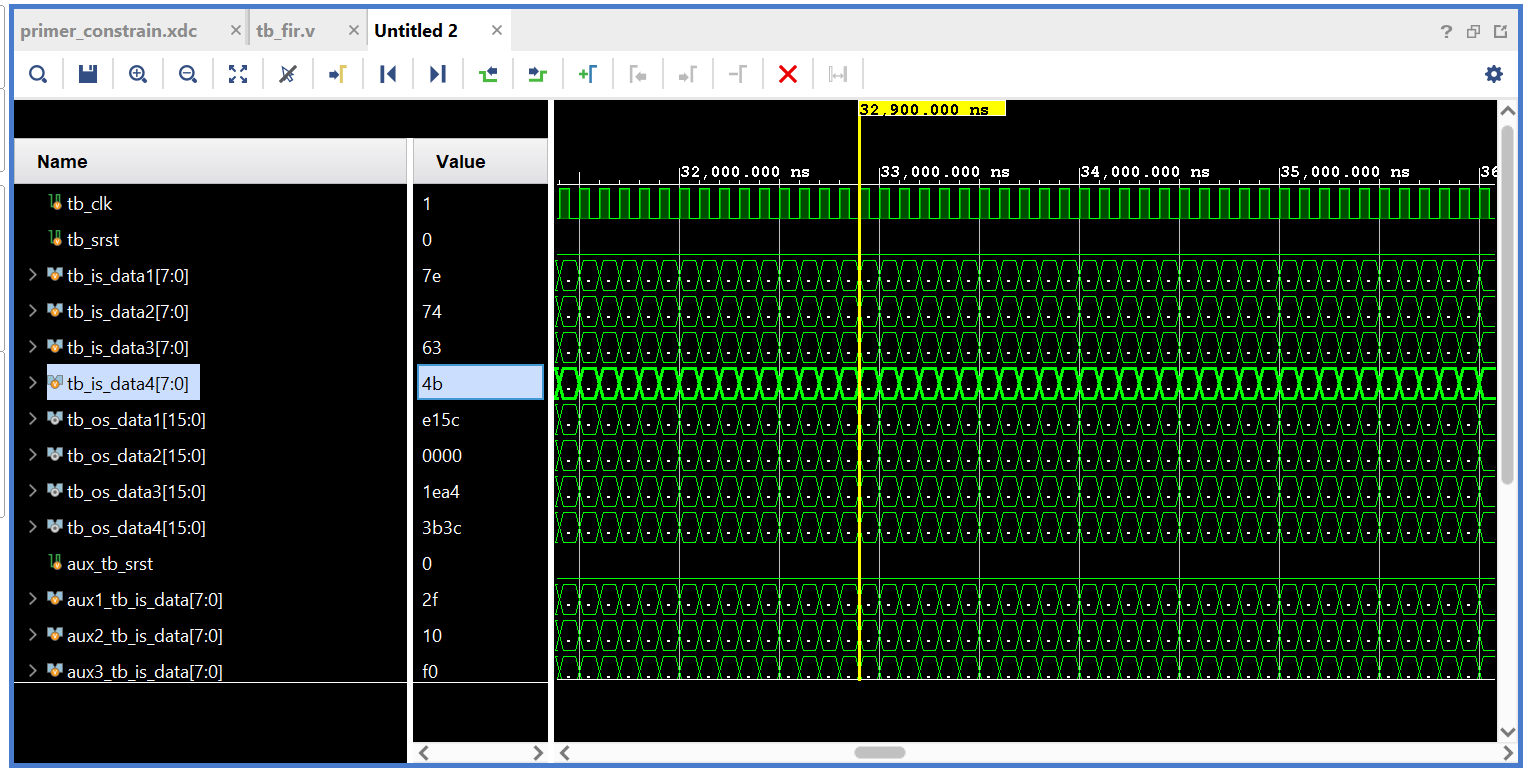 primer_constrain.xdc tb_fir.v Untitled 2
32,900.000 ns
Name Value
32,000.000 ns 33,000.000 ns 34,000.000 ns 35,000.000 ns 36
tb_clk 1
tb_srst 0
tb_is_data1[7:0] 7e
tb_is_data2[7:0] 74
tb_is_data3[7:0] 63
tb_is_data4[7:0] 4b
tb_os_data1[15:0] e15c
tb_os_data2[15:0] 0000
tb_os_data3[15:0] 1ea4
tb_os_data4[15:0] 3b3c
aux_tb_srst 0
aux1_tb_is_data[7:0] 2f
aux2_tb_is_data[7:0] 10
aux3_tb_is_data[7:0] f0